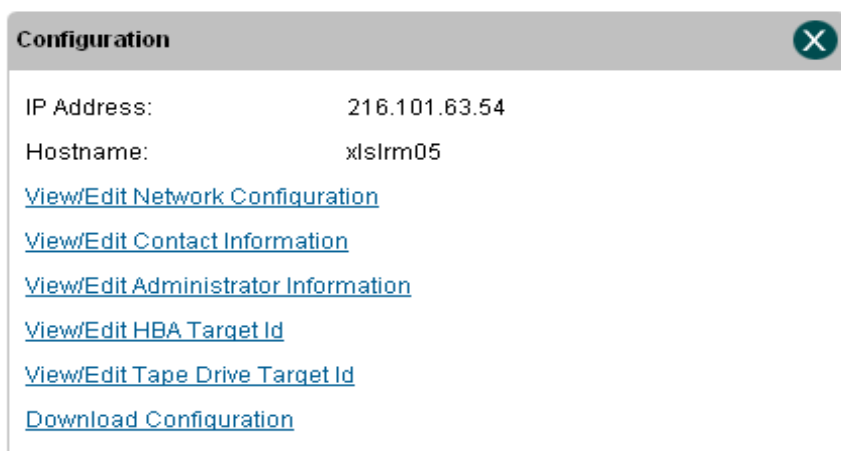 Configuration
IP Address: 216.101.63.54
Hostname: xlslrm05
View/Edit Network Configuration
View/Edit Contact Information
View/Edit Administrator Information
View/Edit HBA Target Id
View/Edit Tape Drive Target Id
Download Configuration